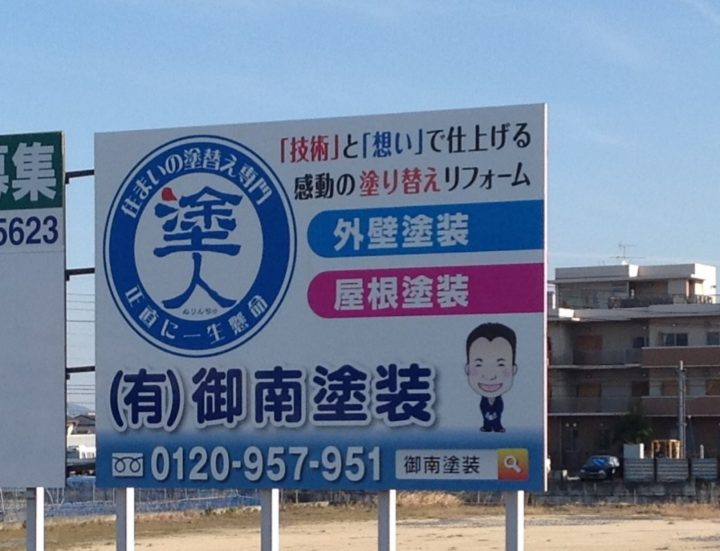 募集
5623
住まいの塗替え専門
塗人
ぬりんちゅ
正直に一生懸命
「技術」と「想い」で仕上げる
感動の塗り替えリフォーム
外壁塗装
屋根塗装
(有)御南塗装
0120-957-951
御南塗装